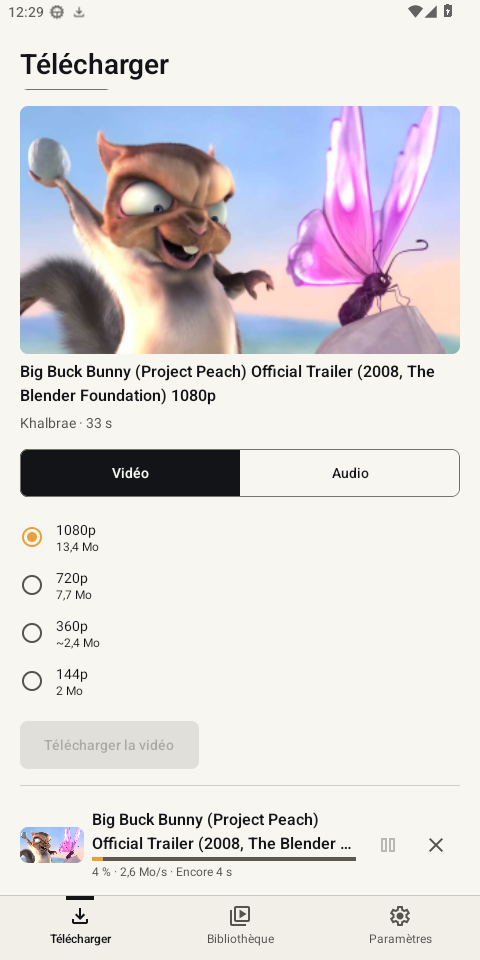 12:29
Télécharger
Big Buck Bunny (Project Peach) Official Trailer (2008, The
Blender Foundation) 1080p
Khalbrae · 33 s
Vidéo
Audio
1080p
13,4 Mo
720p
7,7 Mo
360p
~2,4 Mo
144p
2 Mo
Télécharger la vidéo
Big Buck Bunny (Project Peach)
Official Trailer (2008, The Blender ...
4 % · 2,6 Mo/s · Encore 4 s
Télécharger
Bibliothèque
Paramètres